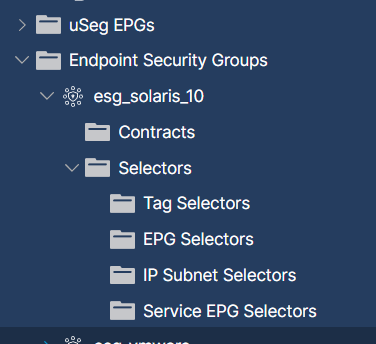 uSeg EPGs
Endpoint Security Groups
esg_solaris_10
Contracts
Selectors
Tag Selectors
EPG Selectors
IP Subnet Selectors
Service EPG Selectors